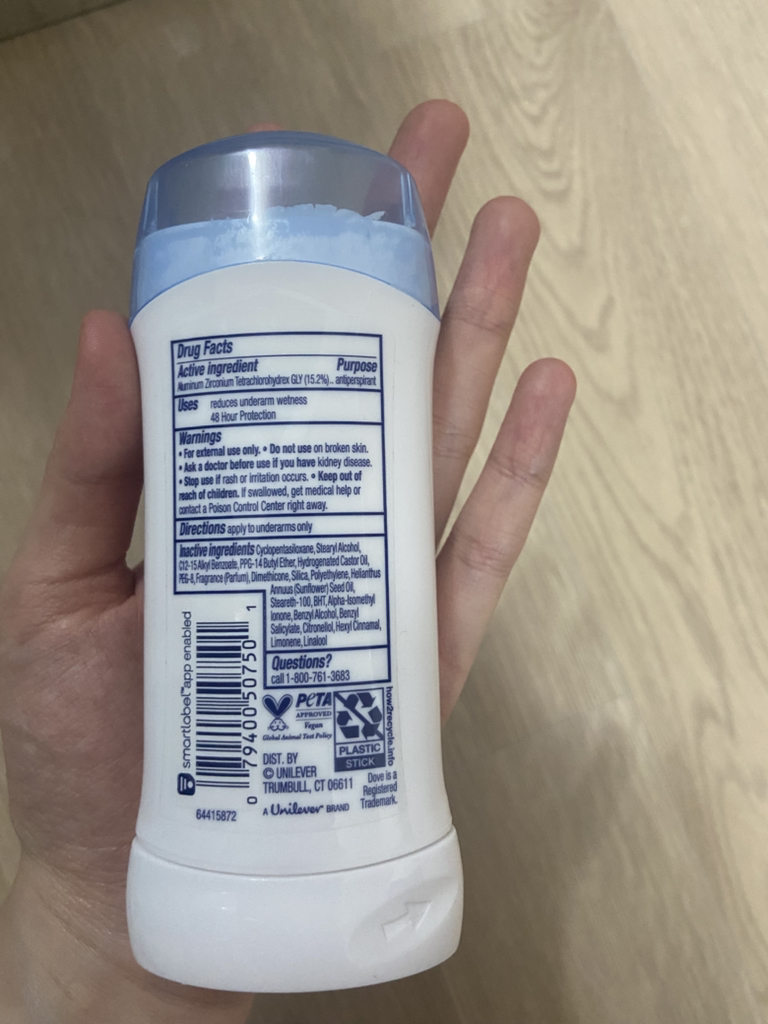 Drug Facts
Active ingredient Purpose
Aluminum Zirconium Tetrachlorohydrex GLY (15.2%).. antiperspirant
Uses reduces underarm wetness
48 Hour Protection
Warnings
• For external use only. • Do not use on broken skin.
• Ask a doctor before use if you have kidney disease.
• Stop use if rash or irritation occurs. • Keep out of
reach of children. If swallowed, get medical help or
contact a Poison Control Center right away.
Directions apply to underarms only
Inactive ingredients Cyclopentasiloxane, Stearyl Alcohol,
C12-15 Alkyl Benzoate, PPG-14 Butyl Ether, Hydrogenated Castor Oil,
PEG-8, Fragrance (Parfum), Dimethicone, Silica, Polyethylene, Helianthus
Annuus (Sunflower) Seed Oil,
Steareth-100, BHT, Alpha-Isomethyl
Ionone, Benzyl Alcohol, Benzyl
Salicylate, Citronellol, Hexyl Cinnamal,
Limonene, Linalool
Questions?
call 1-800-761-3683
smartlabel™ app enabled
0 79400 50750 1
64415872
PETA
APPROVED
Vegan
Global Animal Test Policy
PLASTIC
STICK
how2recycle.info
DIST. BY
© UNILEVER
TRUMBULL, CT 06611
A Unilever BRAND
Dove is a
Registered
Trademark.